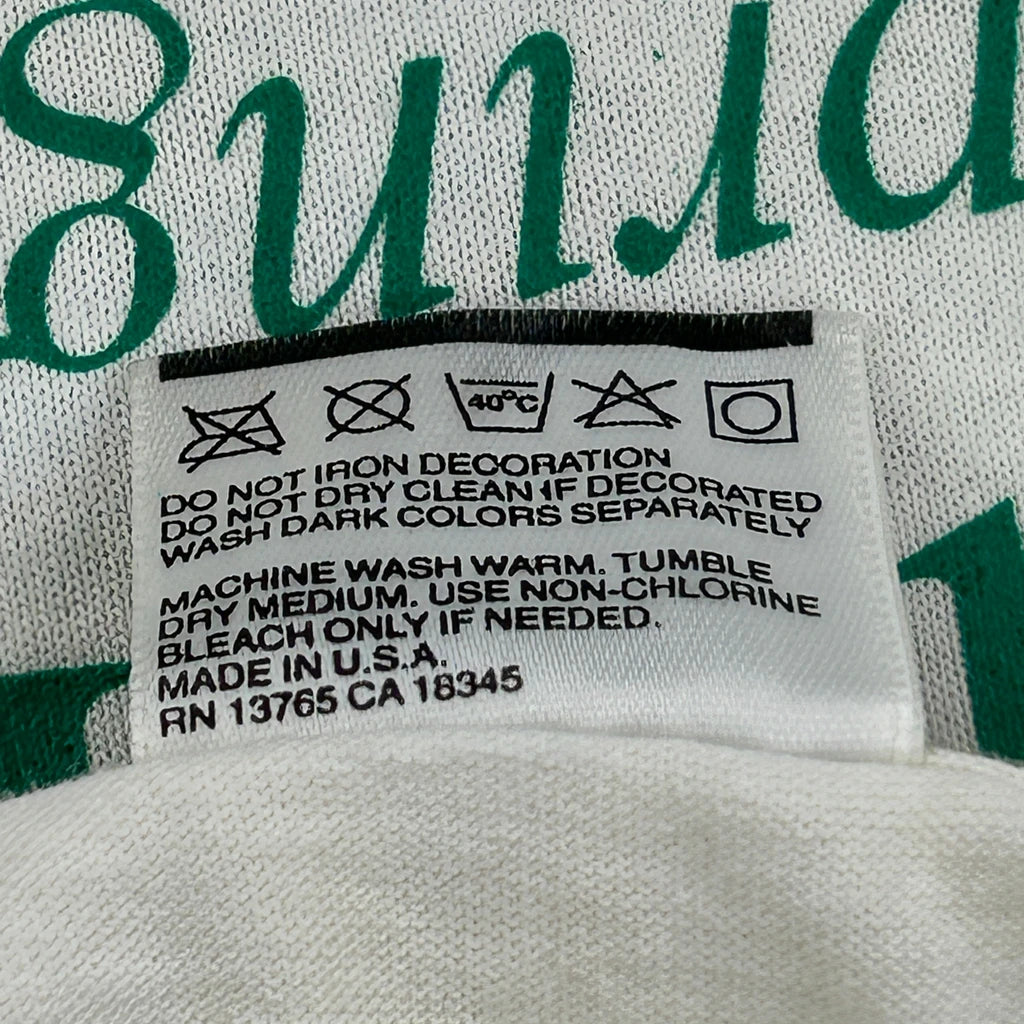 40°C
DO NOT IRON DECORATION
DO NOT DRY CLEAN IF DECORATED
WASH DARK COLORS SEPARATELY
MACHINE WASH WARM. TUMBLE
DRY MEDIUM. USE NON-CHLORINE
BLEACH ONLY IF NEEDED.
MADE IN U.S.A.
RN 13765 CA 18345